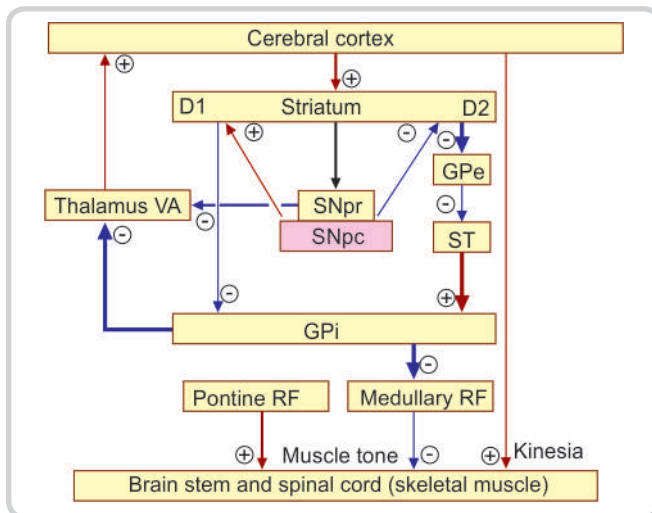 Cerebral cortex
+
+
D1 Striatum D2
+
-
-
GPe
Thalamus VA
SNpr
-
-
-
SNpc
ST
-
+
GPi
-
Pontine RF
Medullary RF
+
Muscle tone
-
+
Kinesia
Brain stem and spinal cord (skeletal muscle)